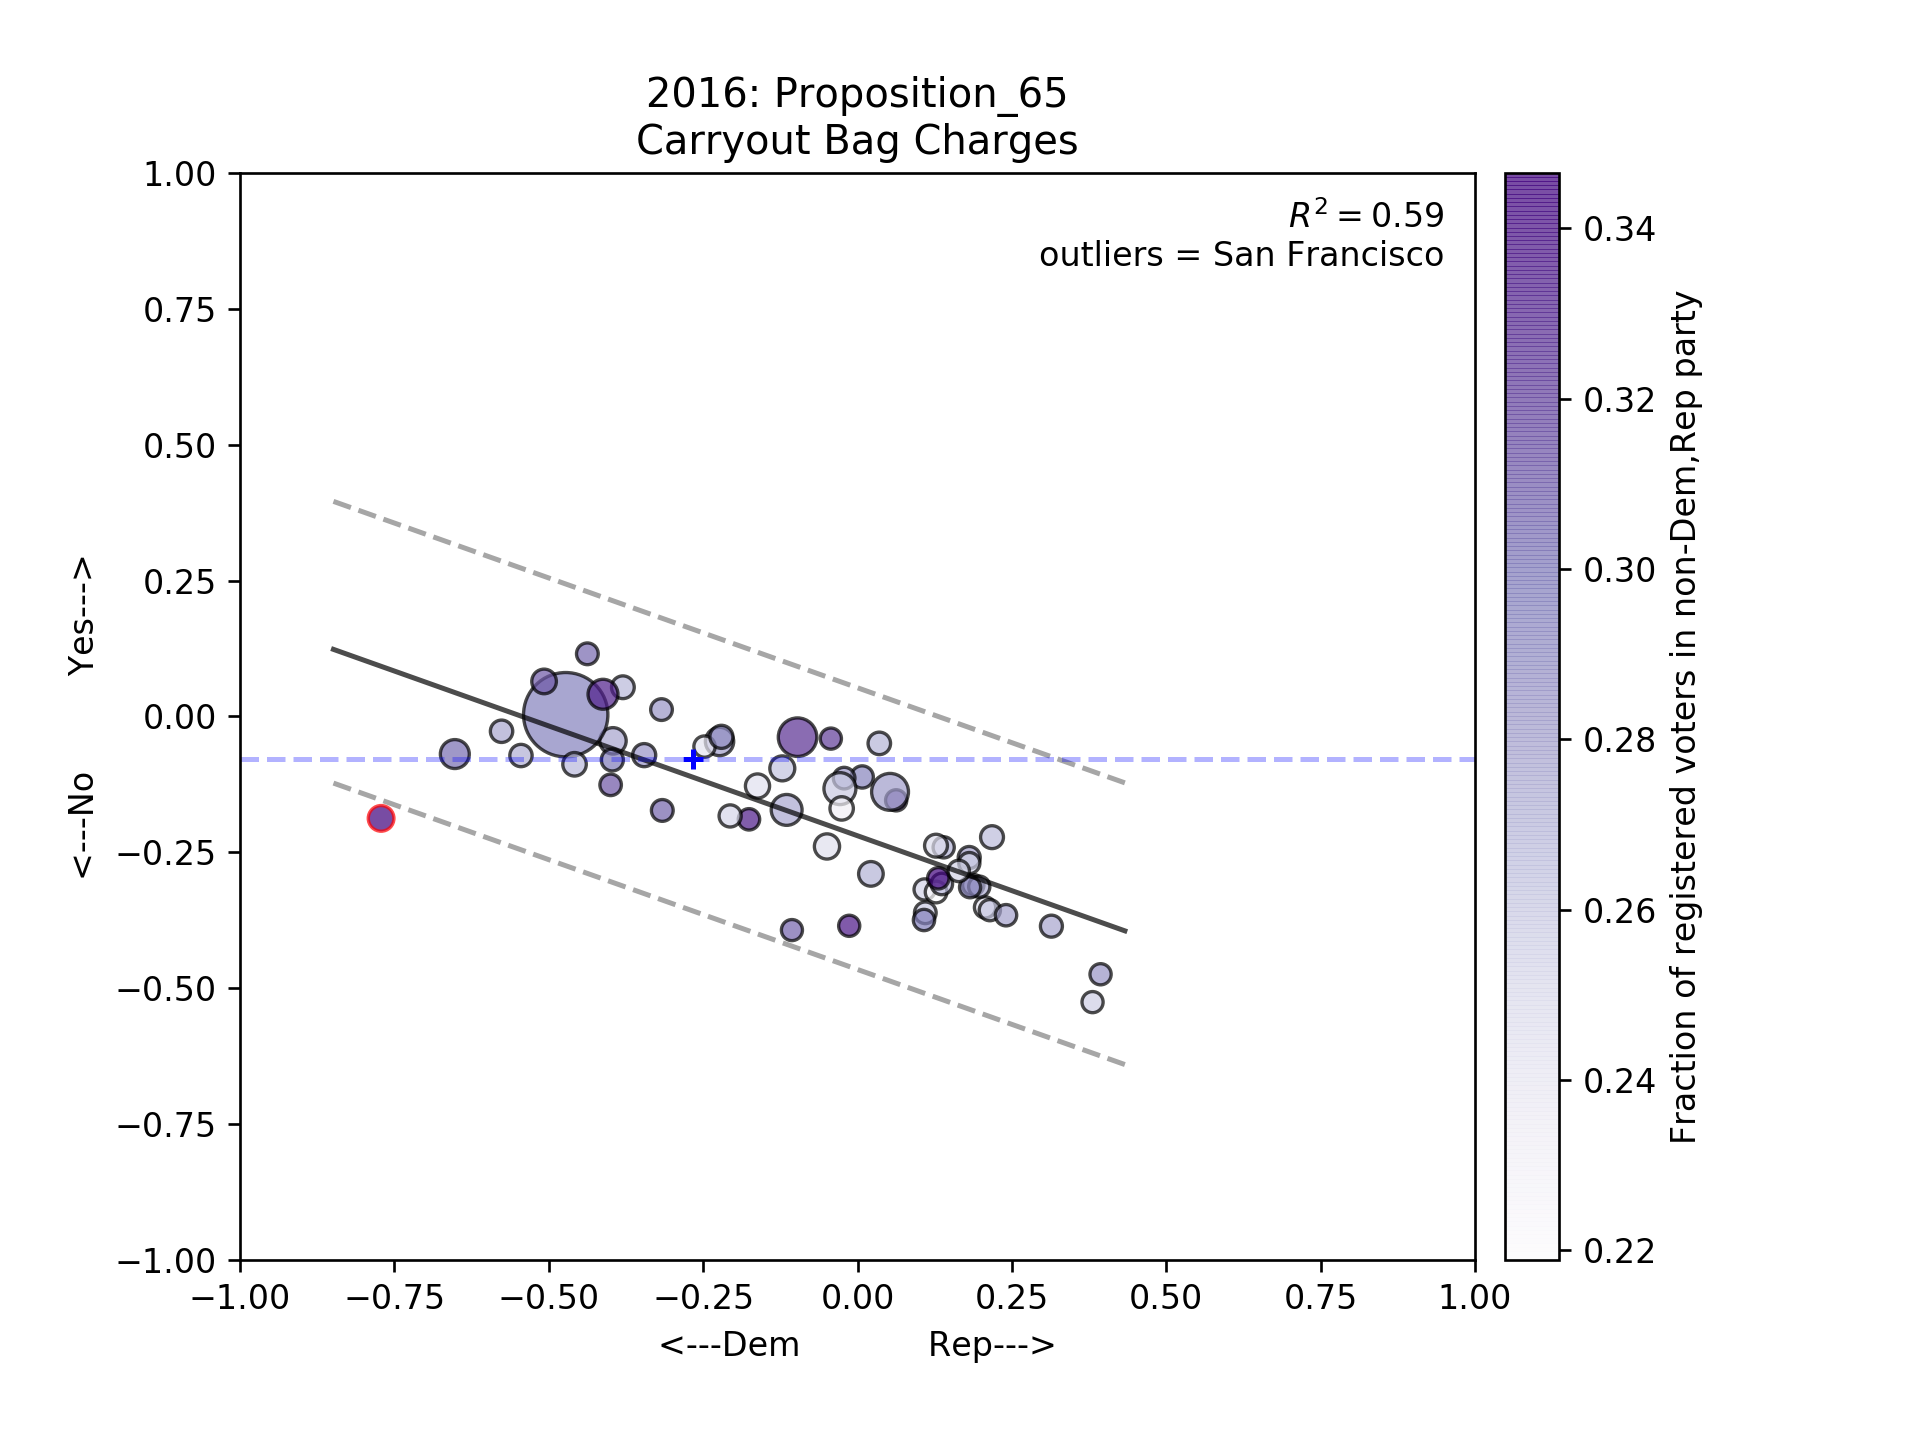 2016: Proposition_65
Carryout Bag Charges
R² = 0.59
outliers = San Francisco
1.00
0.75
0.50
0.25
0.00
−0.25
−0.50
−0.75
−1.00
<---No        Yes--->
−1.00 −0.75 −0.50 −0.25 0.00 0.25 0.50 0.75 1.00
<---Dem        Rep--->
0.34
0.32
0.30
0.28
0.26
0.24
0.22
Fraction of registered voters in non-Dem,Rep party